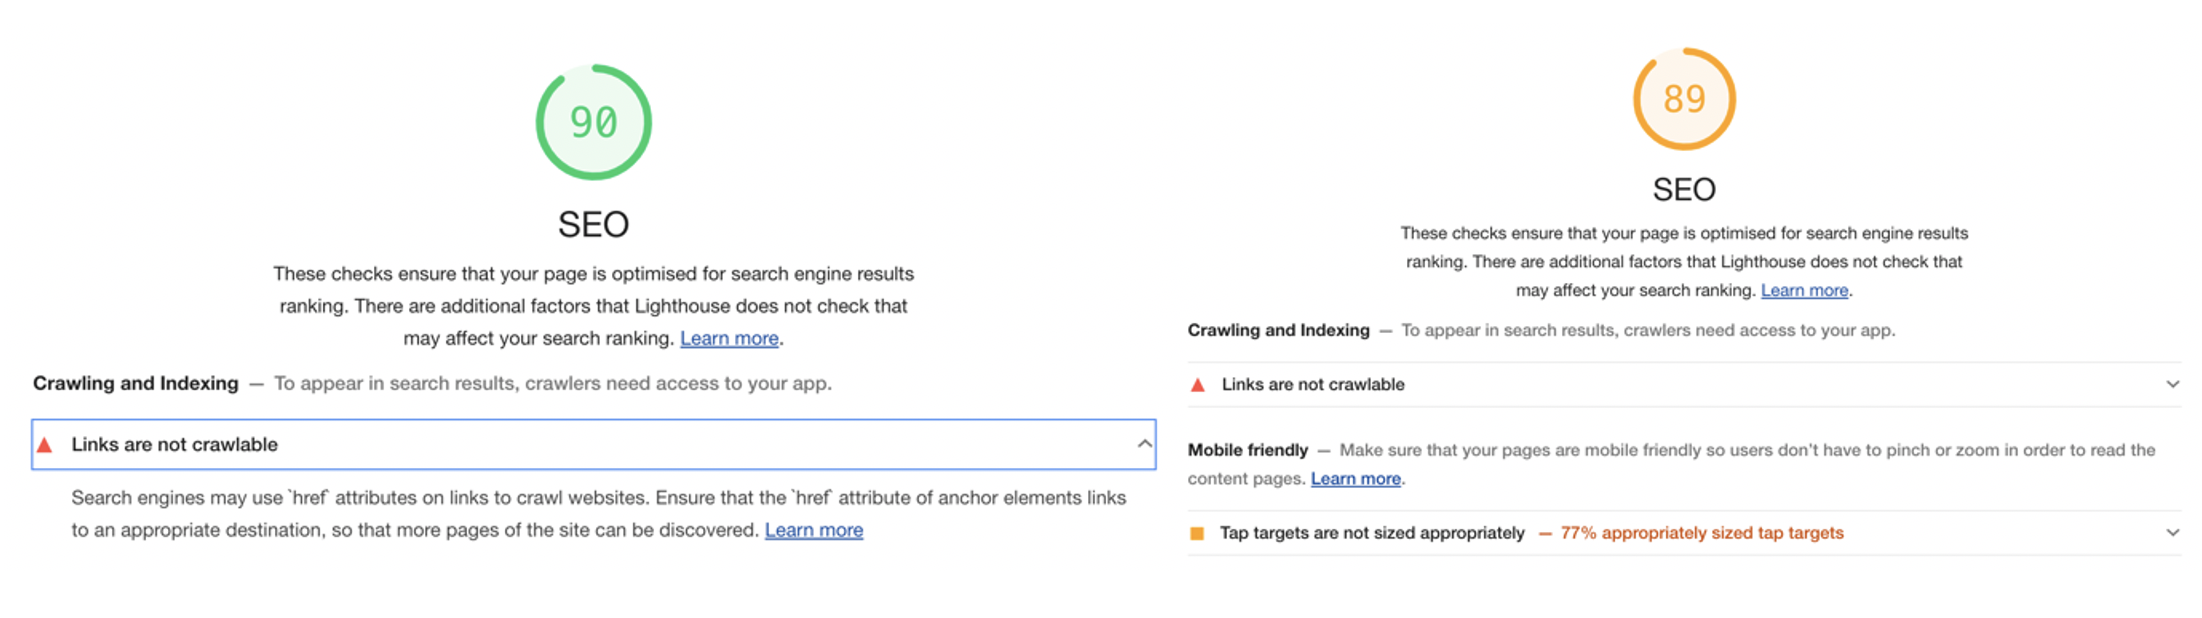 90
SEO
These checks ensure that your page is optimised for search engine results
ranking. There are additional factors that Lighthouse does not check that
may affect your search ranking. Learn more.
Crawling and Indexing — To appear in search results, crawlers need access to your app.
Links are not crawlable
Search engines may use `href` attributes on links to crawl websites. Ensure that the `href` attribute of anchor elements links
to an appropriate destination, so that more pages of the site can be discovered. Learn more
89
SEO
These checks ensure that your page is optimised for search engine results
ranking. There are additional factors that Lighthouse does not check that
may affect your search ranking. Learn more.
Crawling and Indexing — To appear in search results, crawlers need access to your app.
Links are not crawlable
Mobile friendly — Make sure that your pages are mobile friendly so users don't have to pinch or zoom in order to read the
content pages. Learn more.
Tap targets are not sized appropriately — 77% appropriately sized tap targets